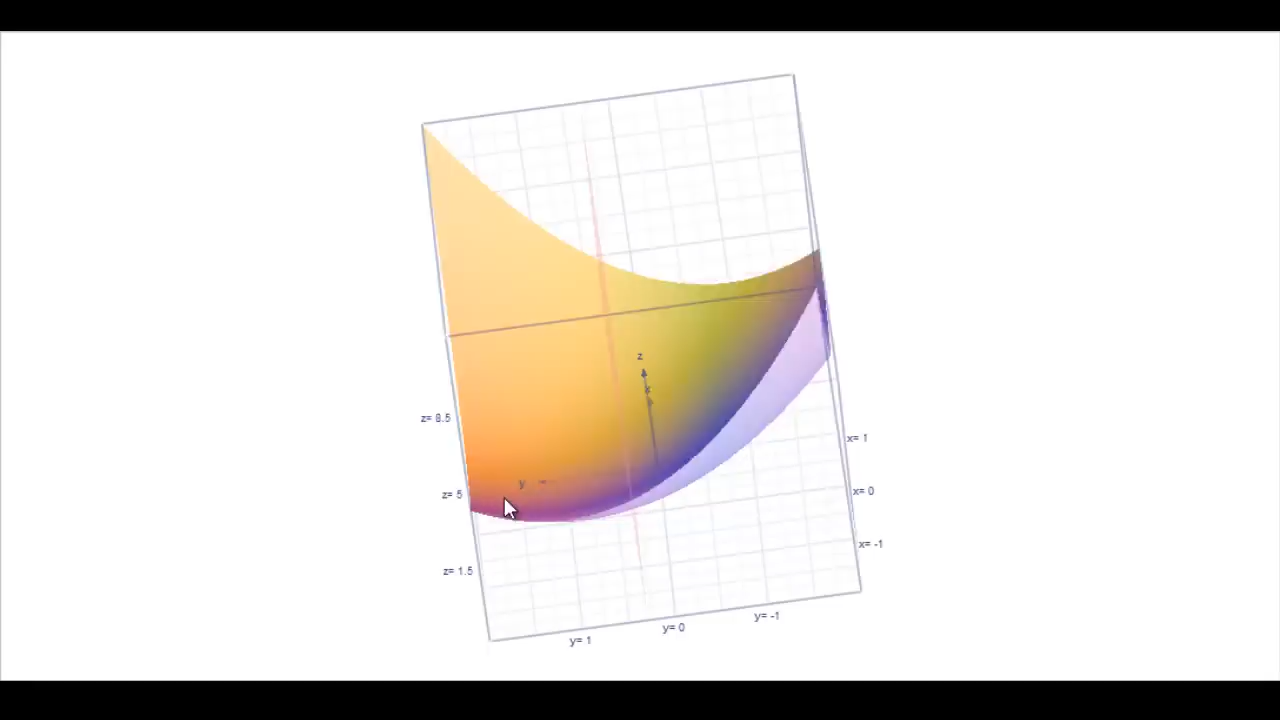 z
x
z= 8.5
x= 1
y
z= 5
x= 0
x= -1
z= 1.5
y= -1
y= 0
y= 1